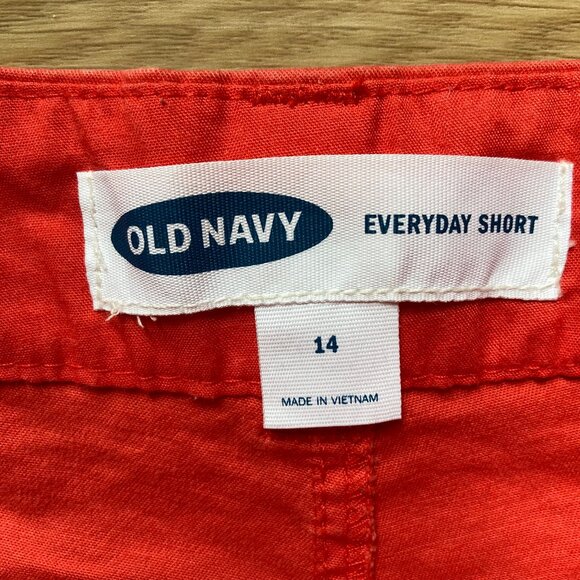 OLD NAVY
EVERYDAY SHORT
14
MADE IN VIETNAM